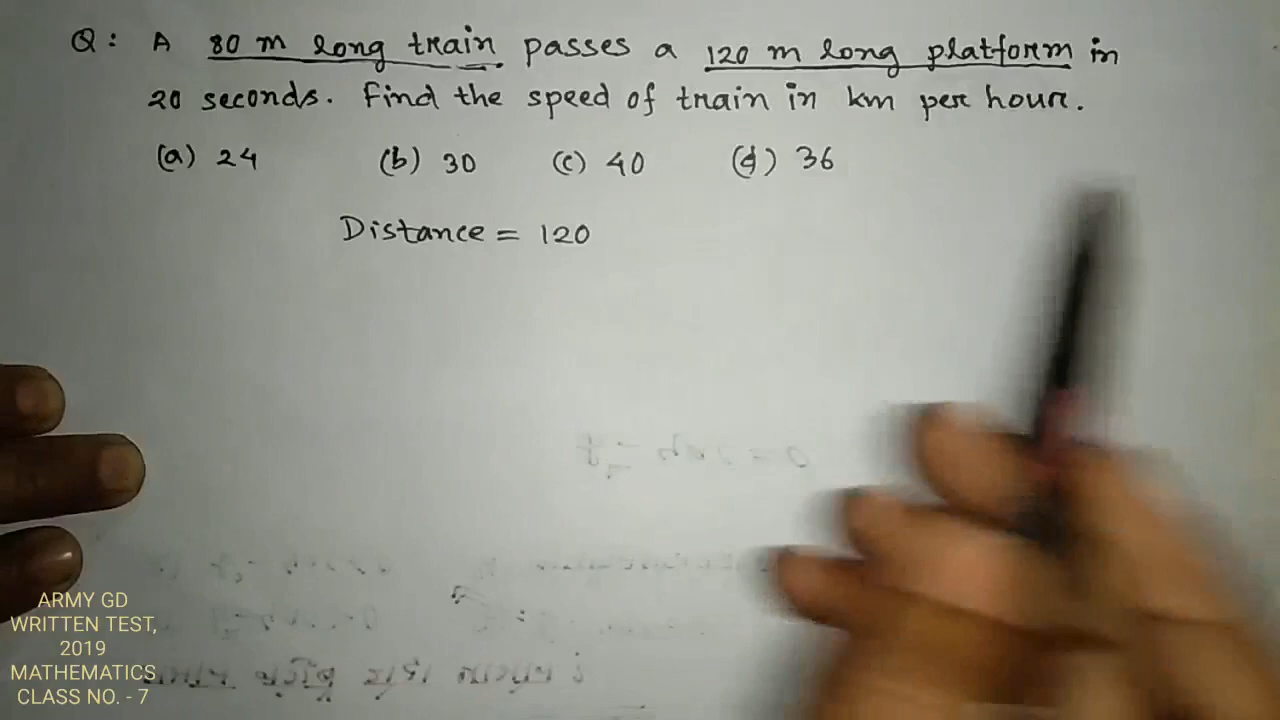 Q: A 80 m long train passes a 120 m long platform in
20 seconds. Find the speed of train in km per hour.
(a) 24 (b) 30 (c) 40 (d) 36
Distance = 120
ARMY GD
WRITTEN TEST,
2019
MATHEMATICS
CLASS NO. - 7